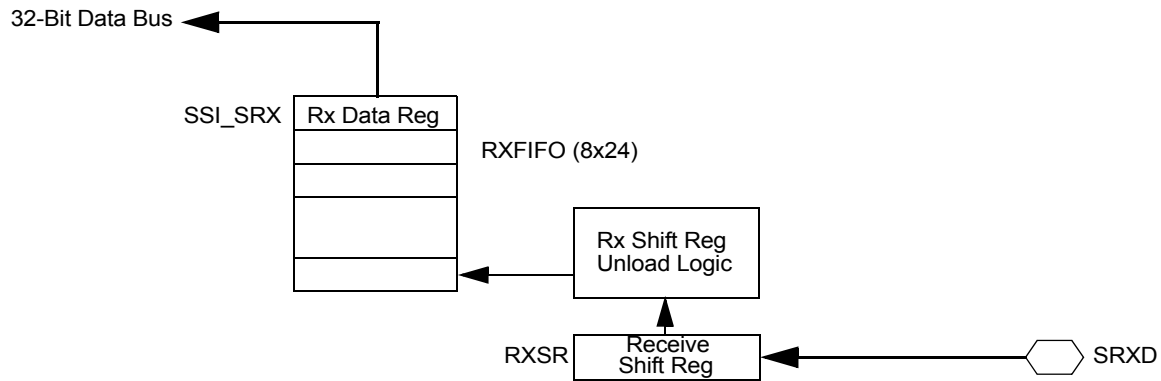 32-Bit Data Bus
SSI_SRX
Rx Data Reg
RXFIFO (8x24)
Rx Shift Reg
Unload Logic
RXSR
Receive
Shift Reg
SRXD